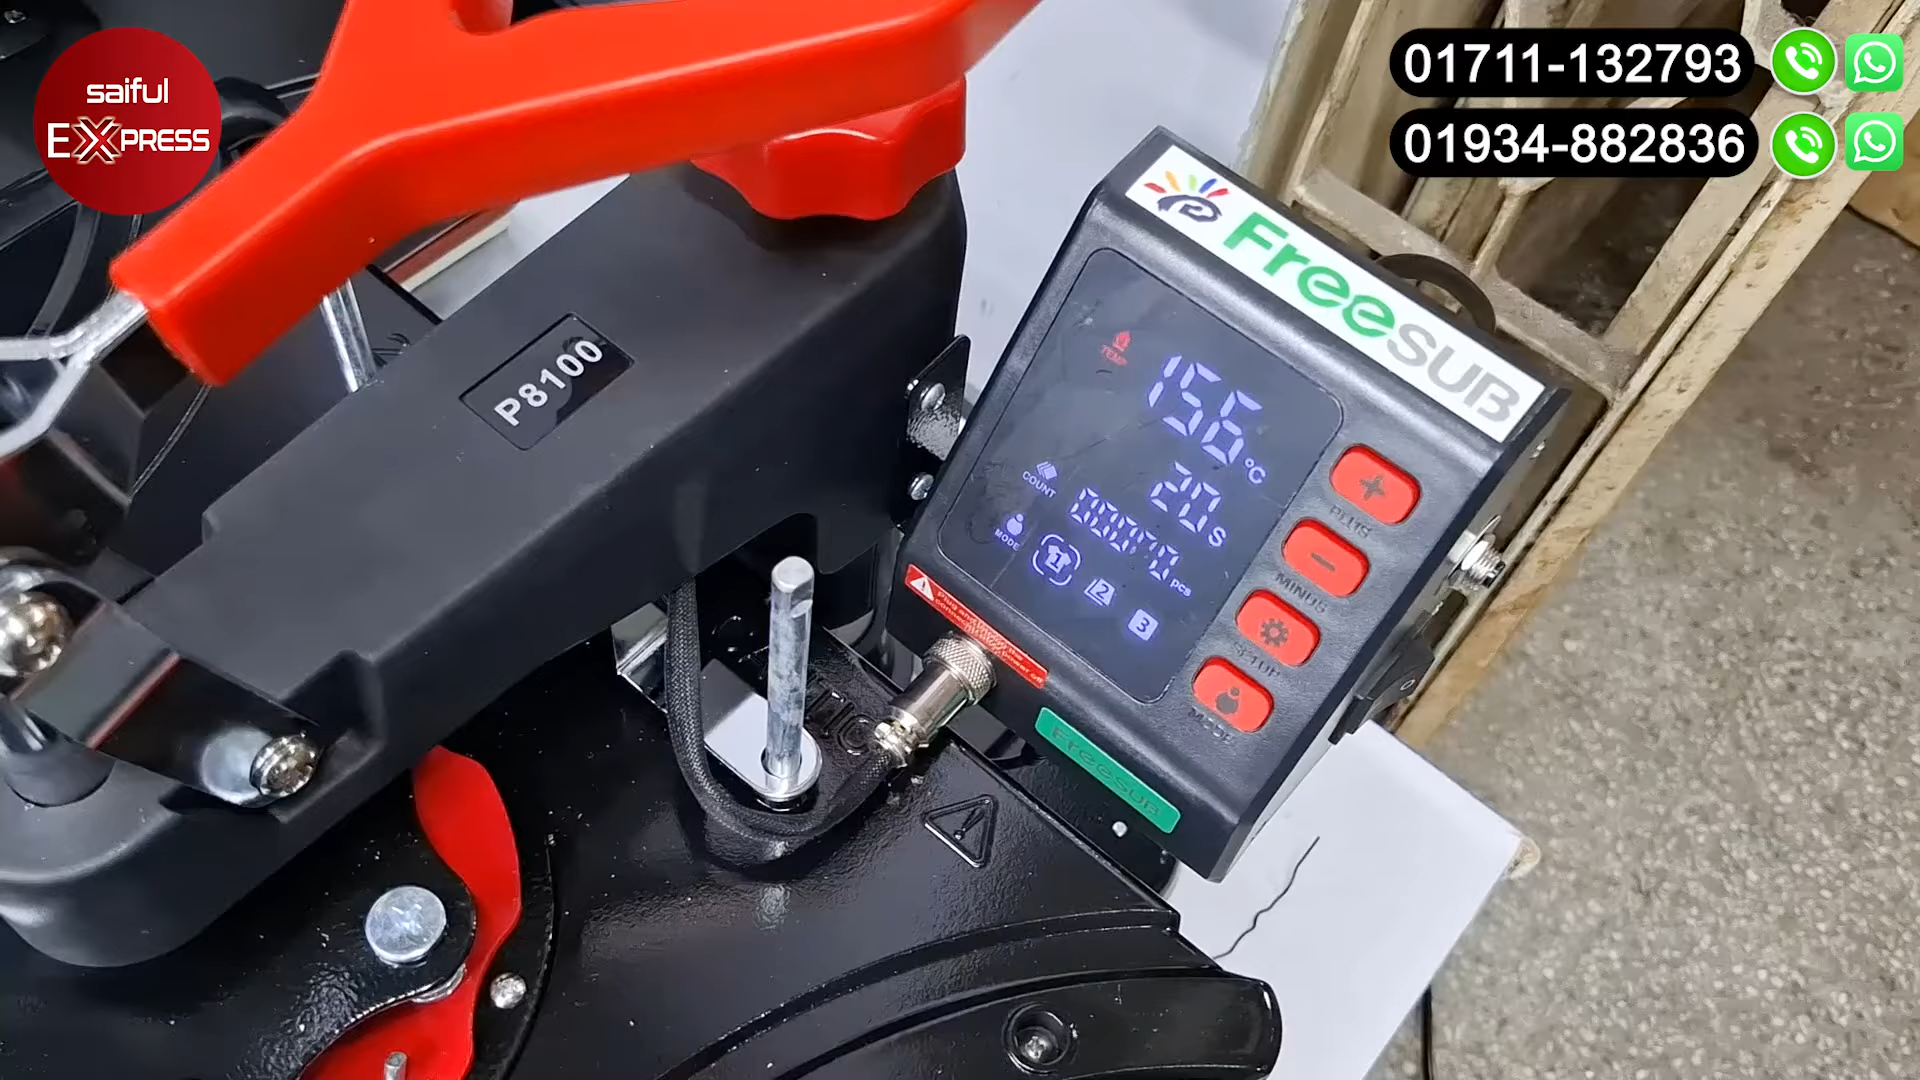 saiful
EXPRESS
01711-132793
01934-882836
Freesub
P8100
TEMP
156 °C
20 S
COUNT
pcs
MODE
1
2
3
PLUS
MINUS
SETUP
MODE
Freesub